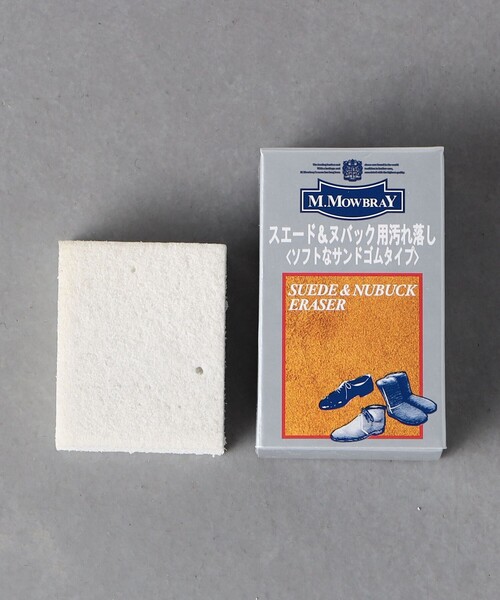 M.MOWBRAY
スエード&ヌバック用汚れ落し
〈ソフトなサンドゴムタイプ〉
SUEDE & NUBUCK
ERASER